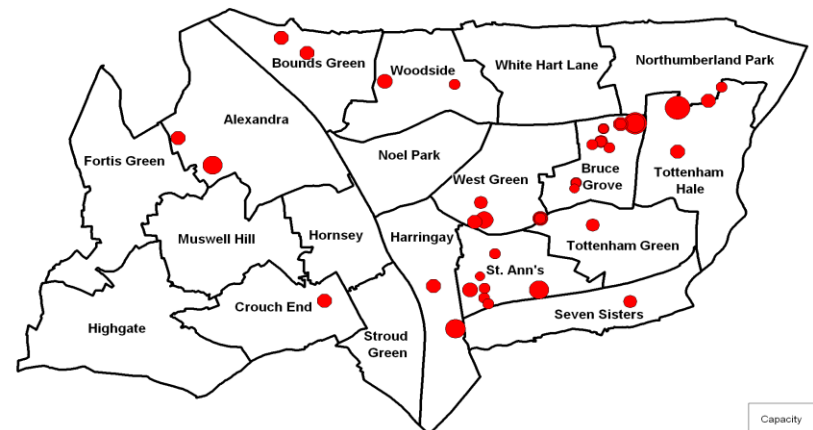 Northumberland Park
White Hart Lane
Bounds Green
Woodside
Alexandra
Noel Park
Fortis Green
West Green
Bruce
Grove
Tottenham
Hale
Muswell Hill
Hornsey
Harringay
Tottenham Green
St. Ann's
Crouch End
Highgate
Stroud
Green
Seven Sisters
Capacity